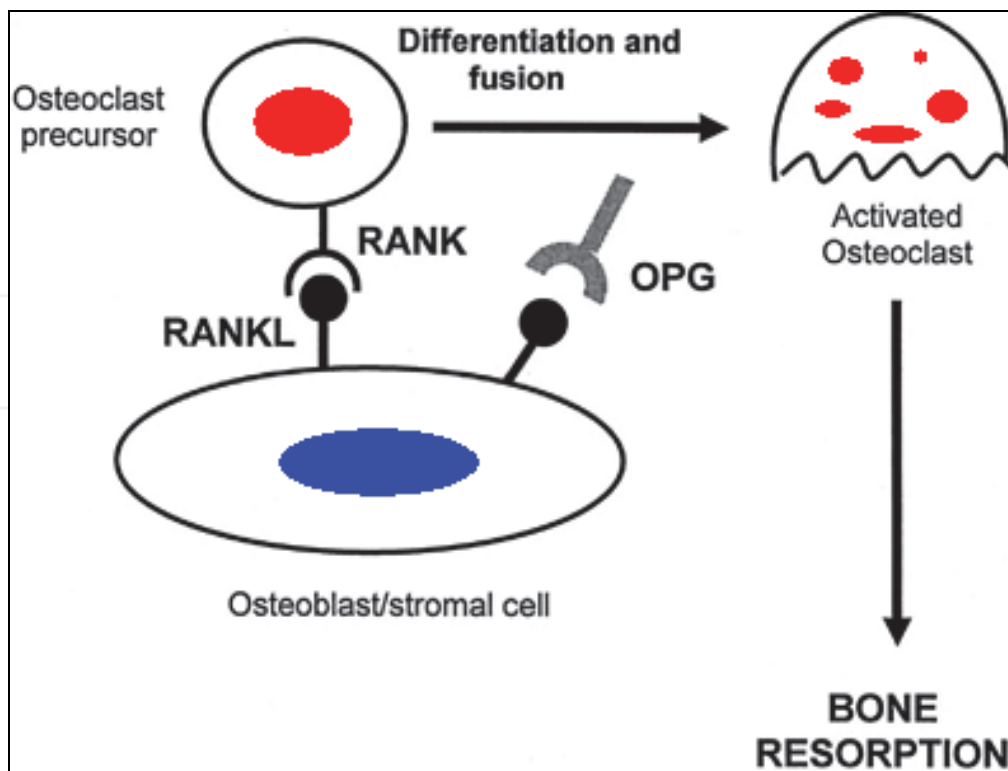 Differentiation and
fusion
Osteoclast
precursor
RANK
OPG
RANKL
Activated
Osteoclast
Osteoblast/stromal cell
BONE
RESORPTION